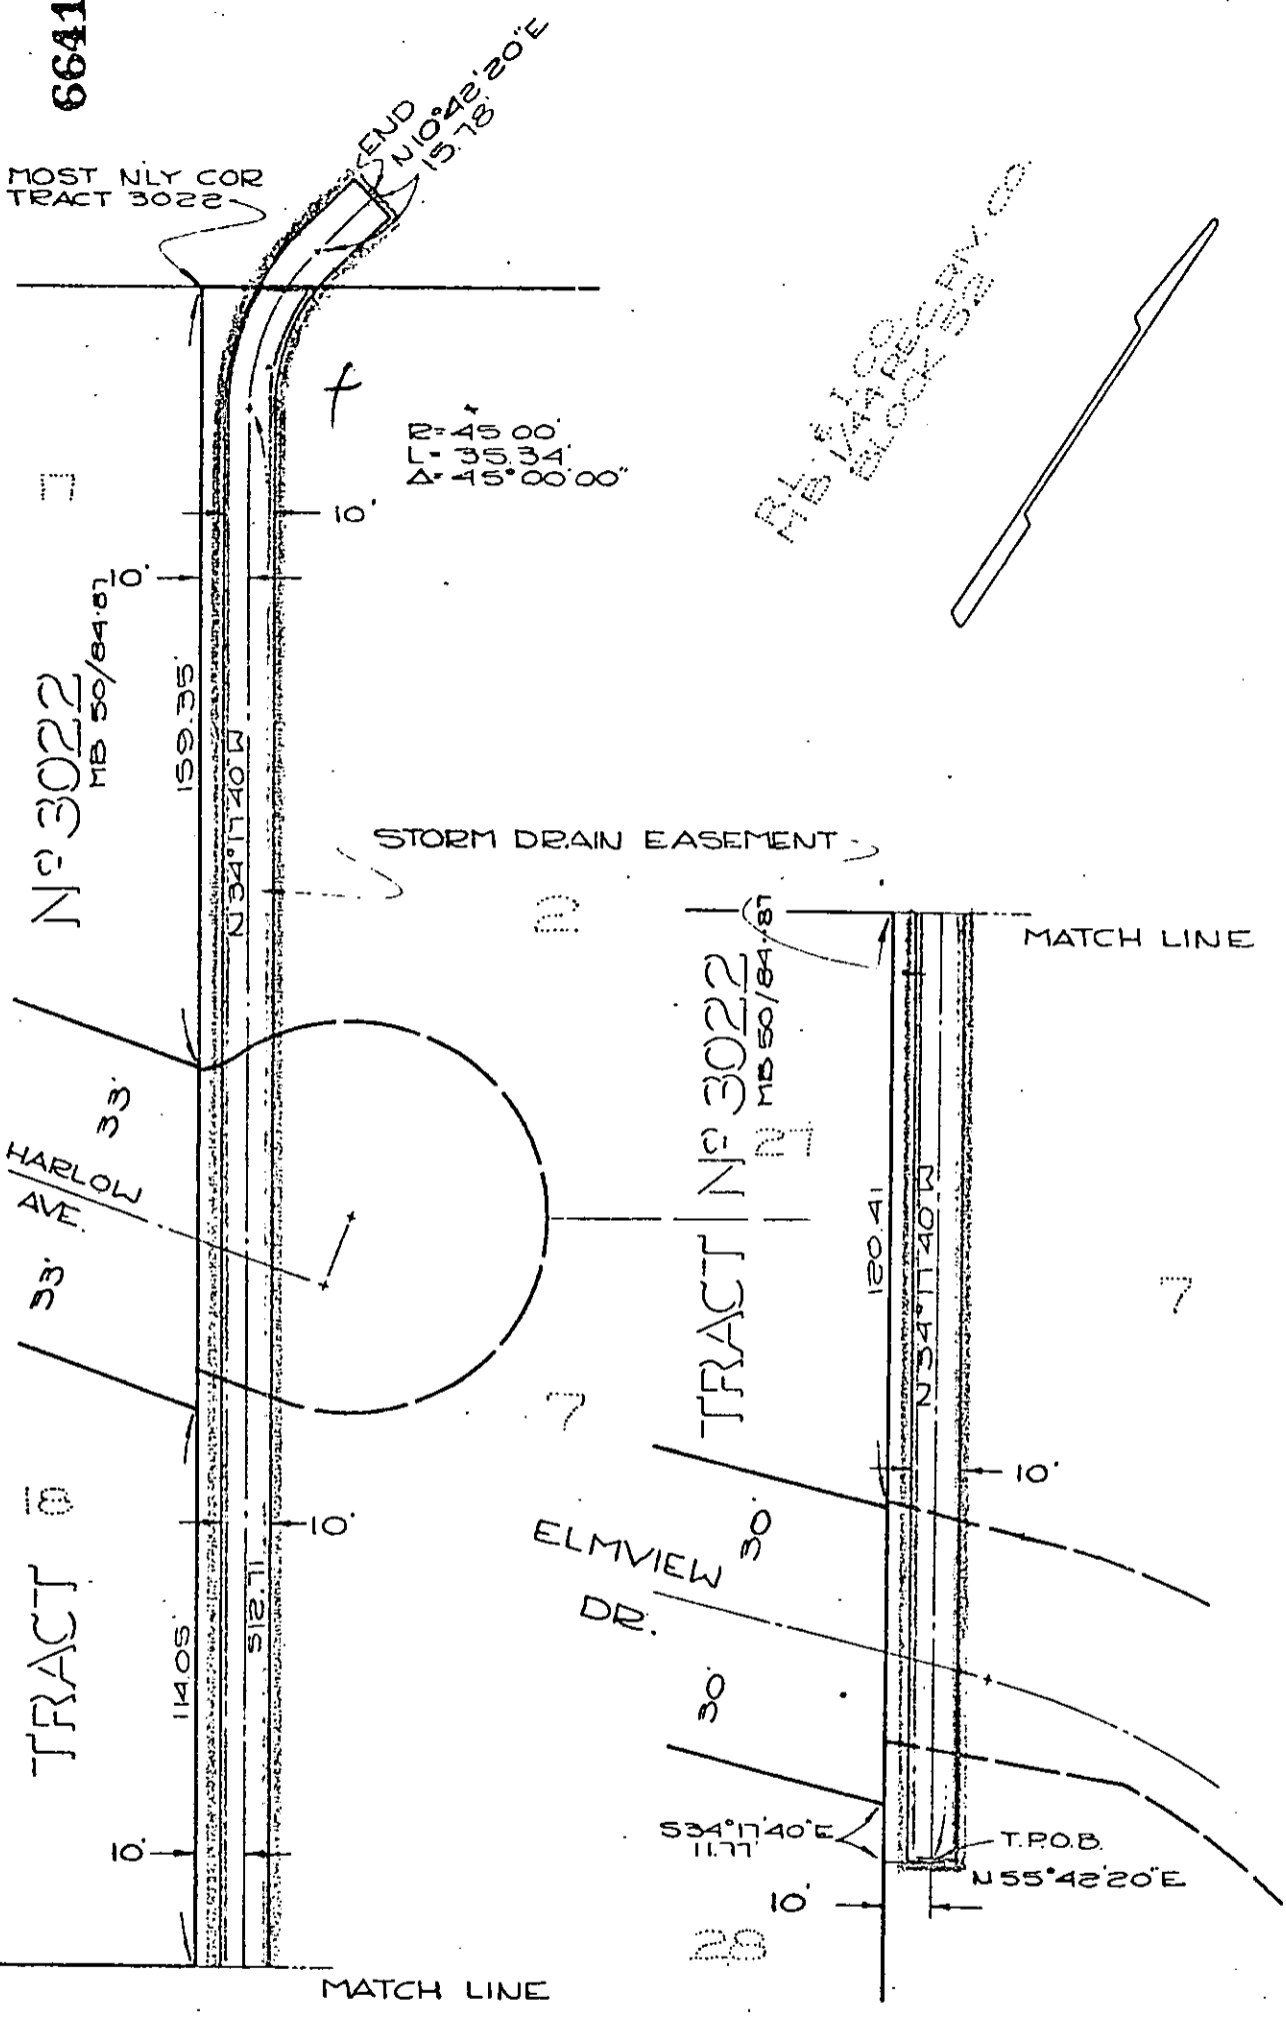 6641
END
N10°42'20"E
15.78'
MOST NLY COR
TRACT 3022
R=45.00'
L=35.34'
Δ=45°00'00"
R.L. & I. CO.
MB 1/44 REC. S.BRN. CO.
BLOCK 52
17
10'
10'
No 3022
MB 50/84-87
159.35'
N34°17'40"W
STORM DRAIN EASEMENT
2
MATCH LINE
TRACT No 3022
MB 50/84-87
27
33'
HARLOW
AVE.
33'
120.41
N34°17'40"W
7
7
TRACT
18
10'
10'
ELMVIEW
DR.
30'
30'
114.05
512.71
S34°17'40"E
11.77'
T.P.O.B.
N55°42'20"E
10'
10'
28
MATCH LINE